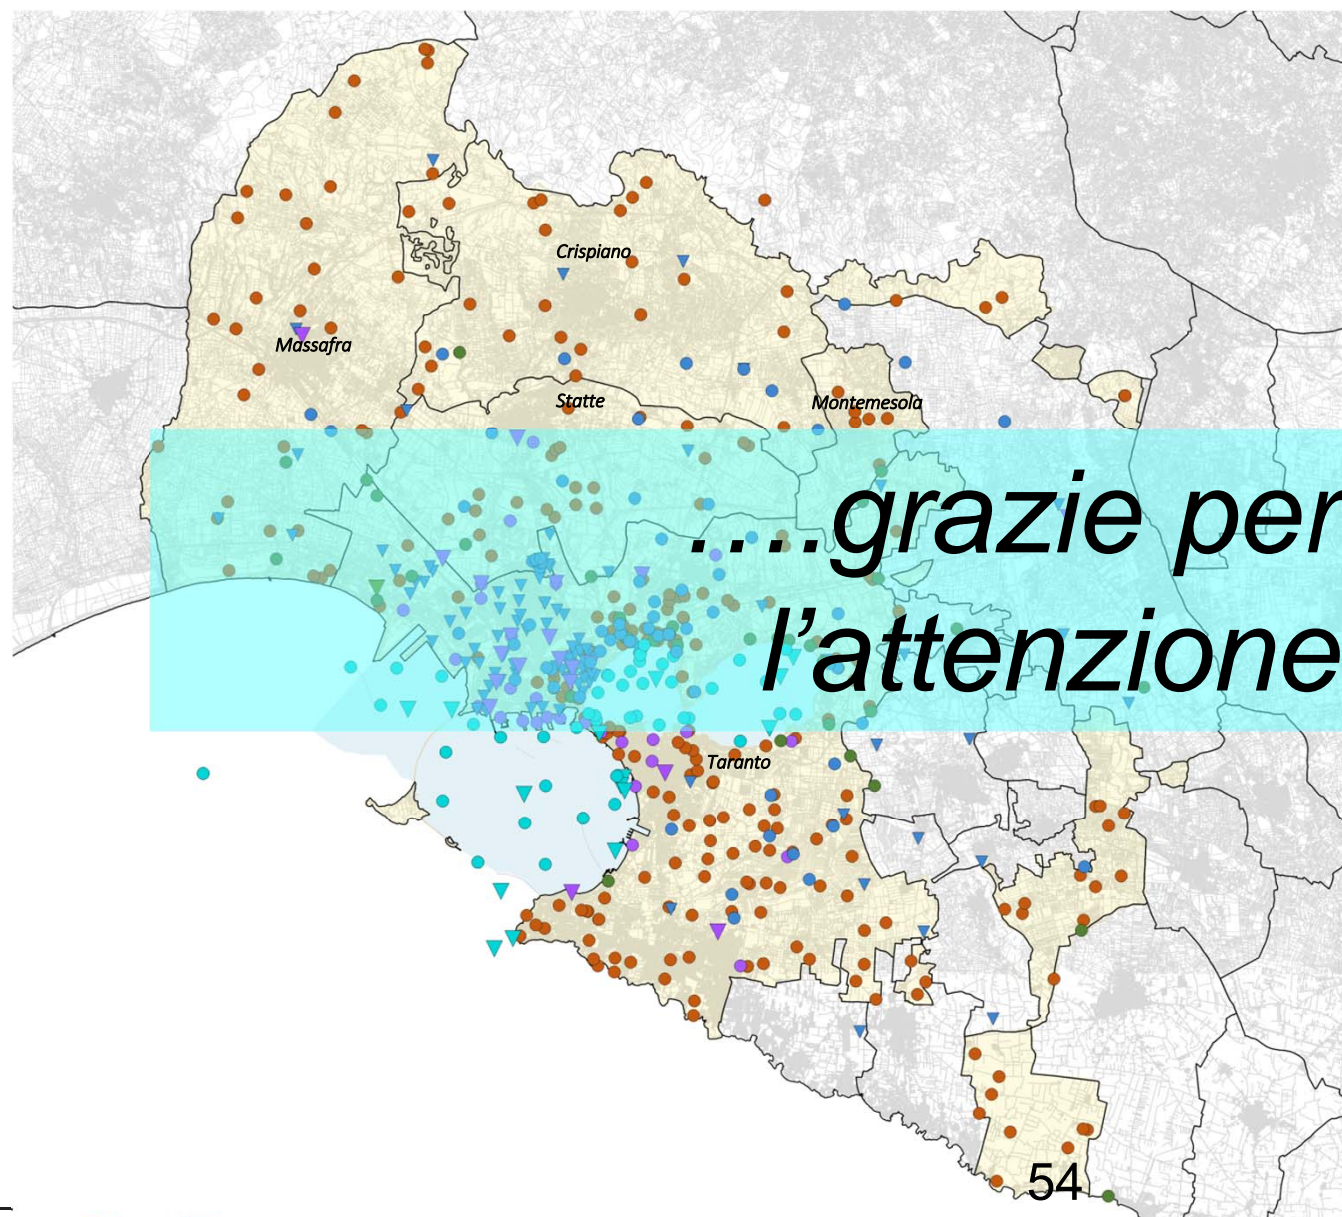 Crispiano
Massafra
Statte
Montemesola
....grazie per
l’attenzione
Taranto
54